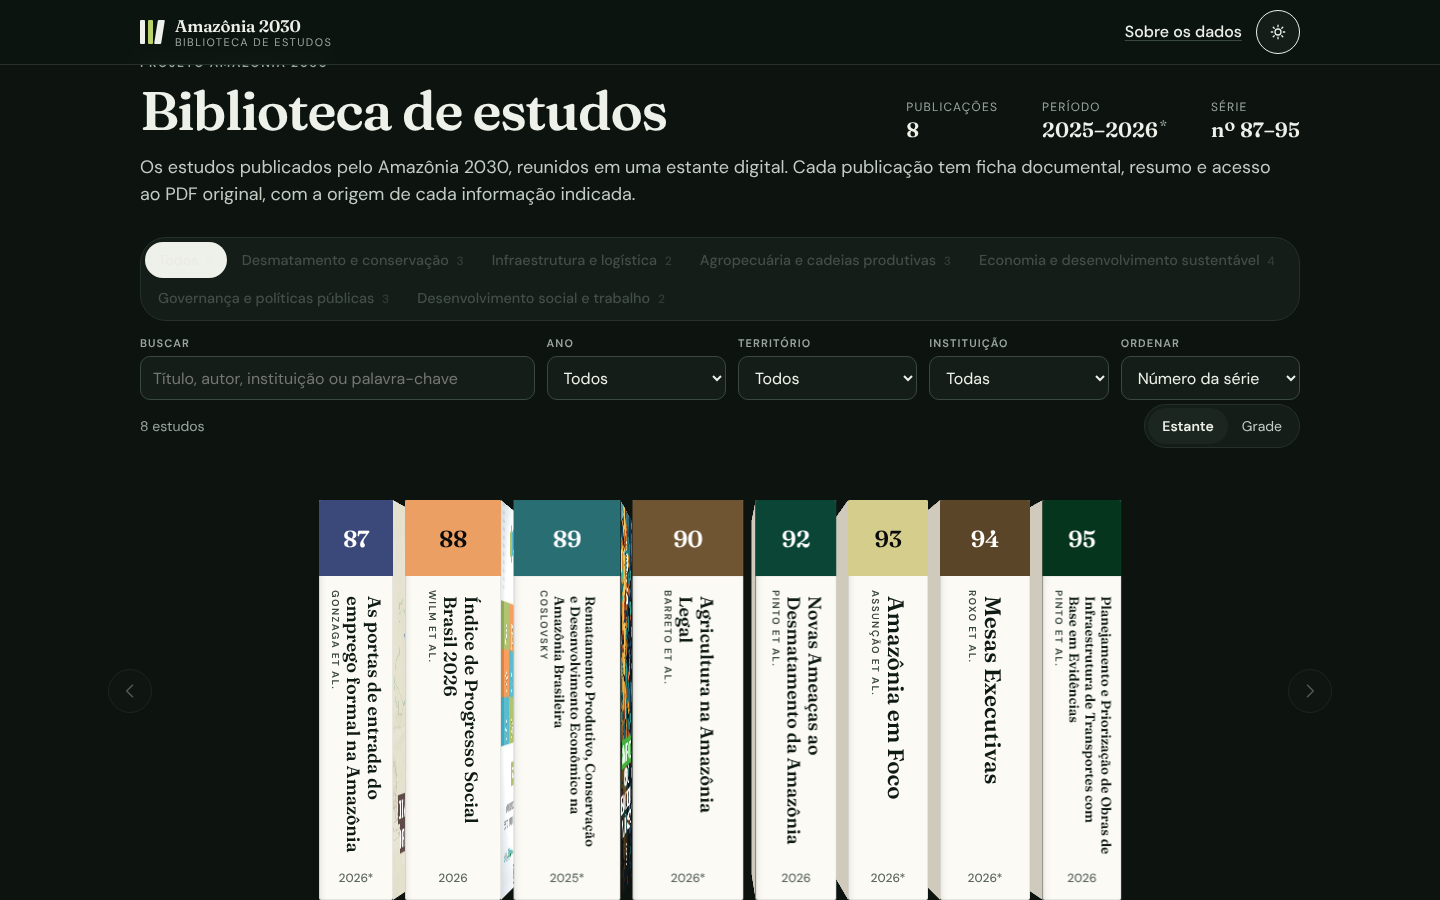 Amazônia 2030
BIBLIOTECA DE ESTUDOS
Sobre os dados
PROJETO AMAZÔNIA 2030
Biblioteca de estudos
PUBLICAÇÕES
8
PERÍODO
2025–2026*
SÉRIE
nº 87–95
Os estudos publicados pelo Amazônia 2030, reunidos em uma estante digital. Cada publicação tem ficha documental, resumo e acesso
ao PDF original, com a origem de cada informação indicada.
Desmatamento e conservação 3
Infraestrutura e logística 2
Agropecuária e cadeias produtivas 3
Economia e desenvolvimento sustentável 4
Governança e políticas públicas 3
Desenvolvimento social e trabalho 2
BUSCAR
Título, autor, instituição ou palavra-chave
ANO
Todos
TERRITÓRIO
Todos
INSTITUIÇÃO
Todas
ORDENAR
Número da série
8 estudos
Estante
Grade
87
As portas de entrada do
emprego formal na Amazônia
GONZAGA ET AL.
2026*
88
Índice de Progresso Social
Brasil 2026
WILM ET AL.
2026
89
Rematamento Produtivo, Conservação
e Desenvolvimento Econômico na
Amazônia Brasileira
COSLOVSKY
2025*
90
Agricultura na Amazônia
Legal
BARRETO ET AL.
2026*
92
Novas Ameaças ao
Desmatamento da Amazônia
PINTO ET AL.
2026
93
Amazônia em Foco
ASSUNÇÃO ET AL.
2026*
94
Mesas Executivas
ROXO ET AL.
2026*
95
Planejamento e Priorização de Obras de
Infraestrutura de Transportes com
Base em Evidências
PINTO ET AL.
2026